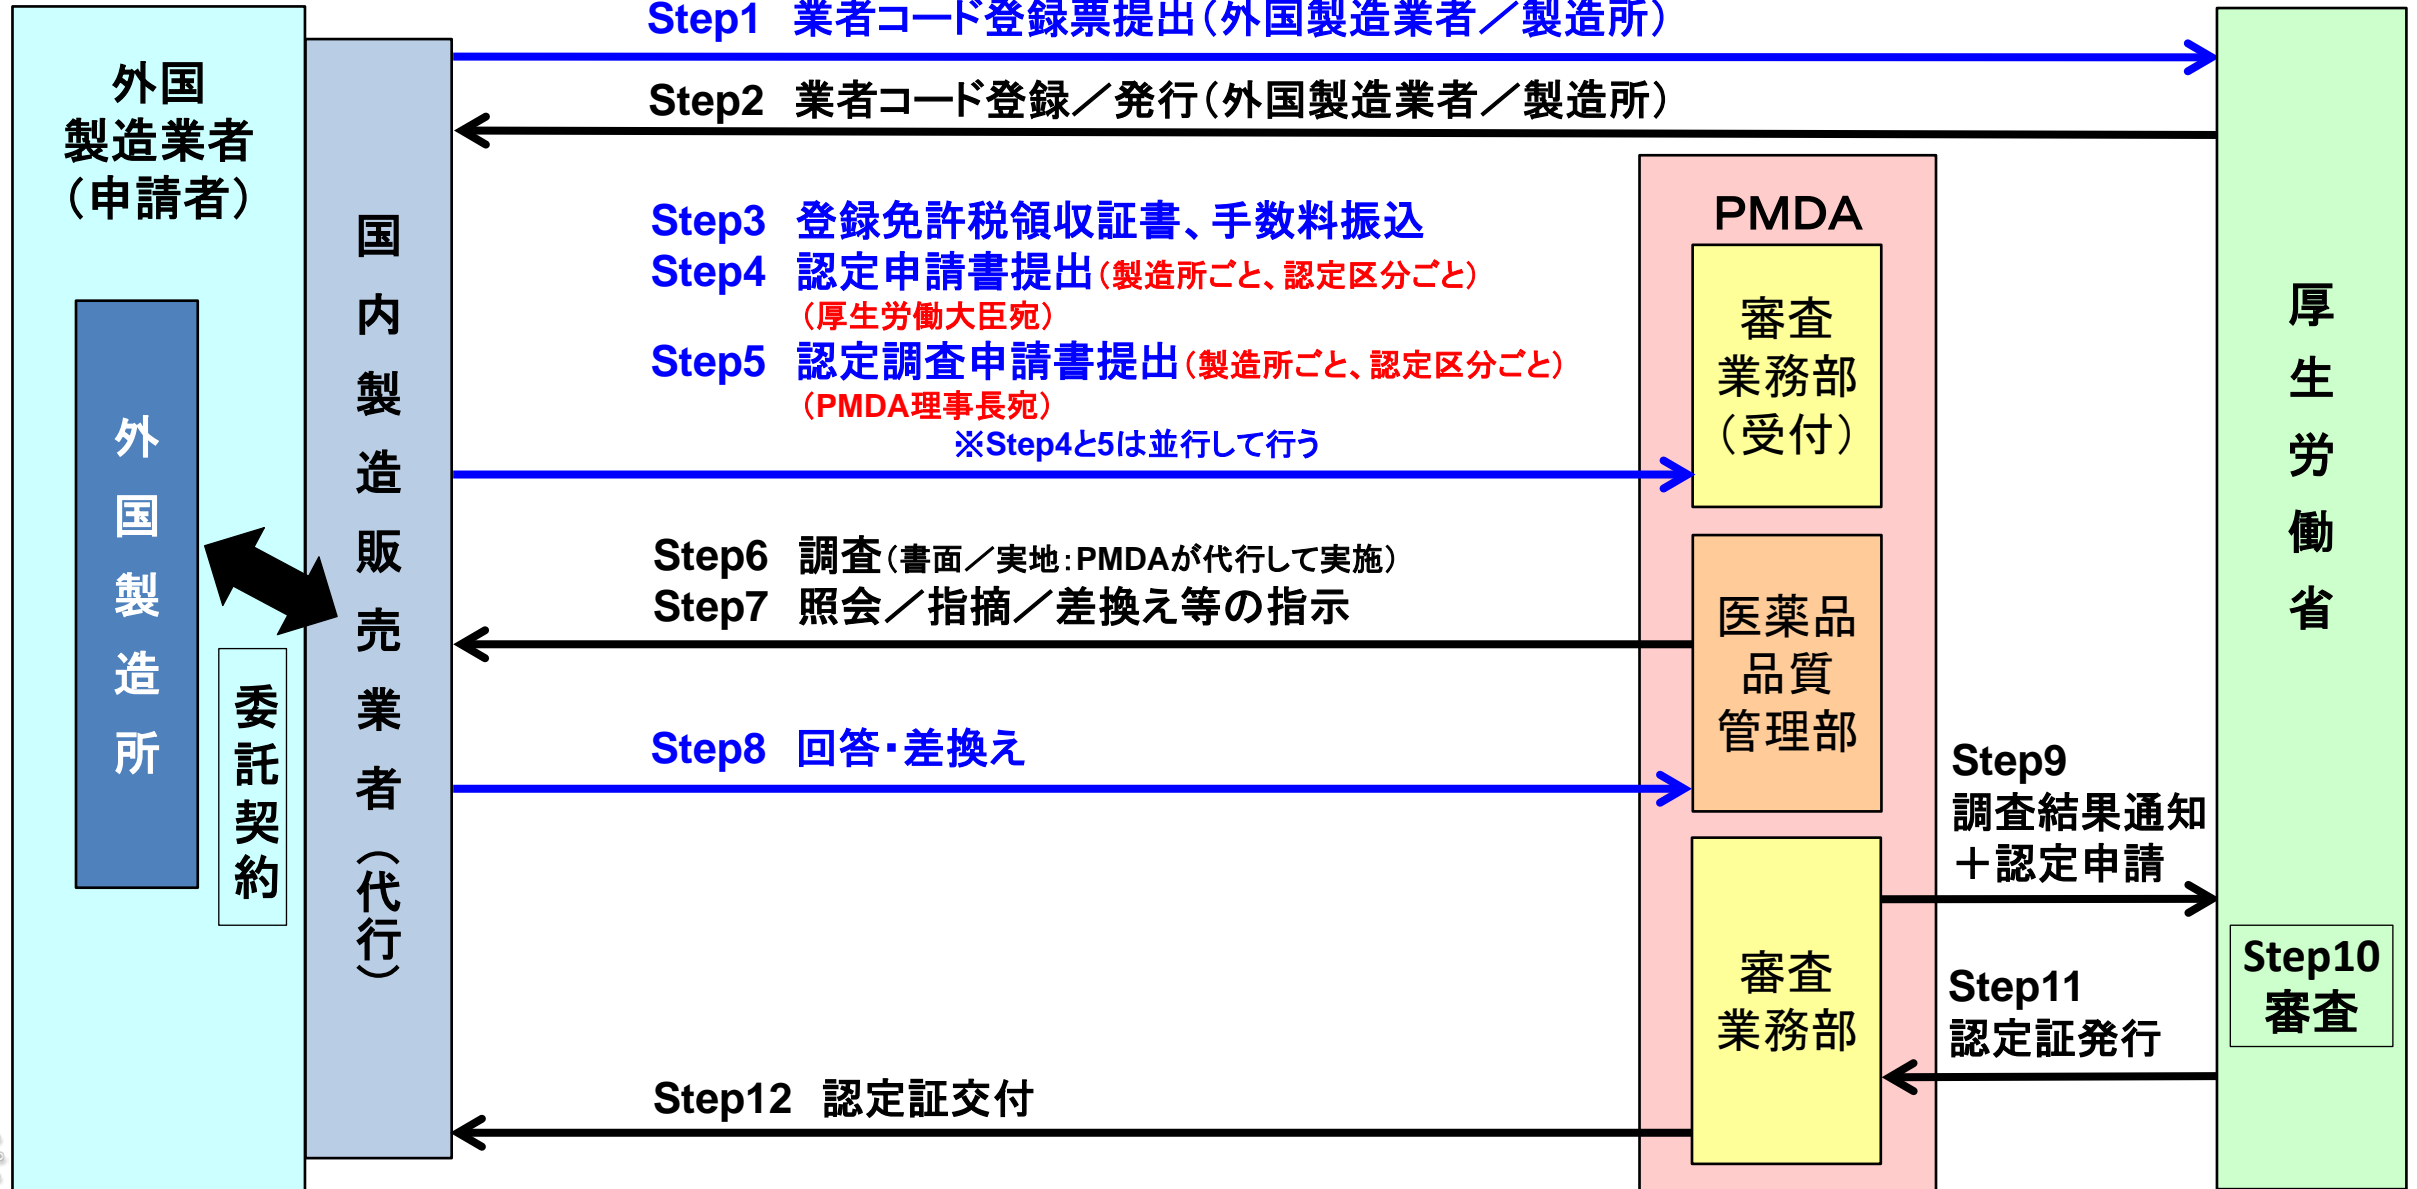 Step1 業者コード登録票提出（外国製造業者／製造所）
Step2 業者コード登録／発行（外国製造業者／製造所）
外国
製造業者
（申請者）
外国製造所
委託契約
国内製造販売業者（代行）
Step3 登録免許税領収証書、手数料振込
Step4 認定申請書提出（製造所ごと、認定区分ごと）
（厚生労働大臣宛）
Step5 認定調査申請書提出（製造所ごと、認定区分ごと）
（PMDA理事長宛）
※Step4と5は並行して行う
Step6 調査（書面／実地：PMDAが代行して実施）
Step7 照会／指摘／差換え等の指示
Step8 回答・差換え
Step12 認定証交付
PMDA
審査
業務部
（受付）
医薬品
品質
管理部
審査
業務部
Step9
調査結果通知
＋認定申請
Step11
認定証発行
厚生労働省
Step10
審査